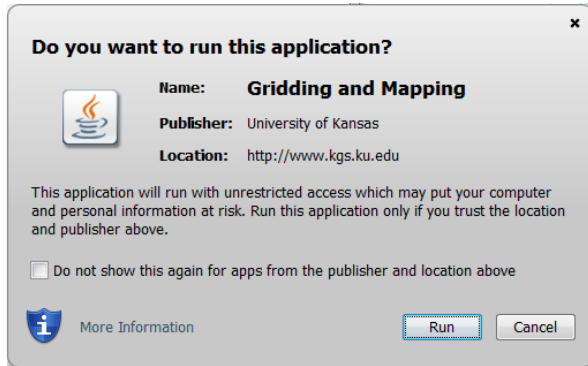 Do you want to run this application?
Name: Gridding and Mapping
Publisher: University of Kansas
Location: http://www.kgs.ku.edu
This application will run with unrestricted access which may put your computer
and personal information at risk. Run this application only if you trust the location
and publisher above.
Do not show this again for apps from the publisher and location above
More Information
Run
Cancel